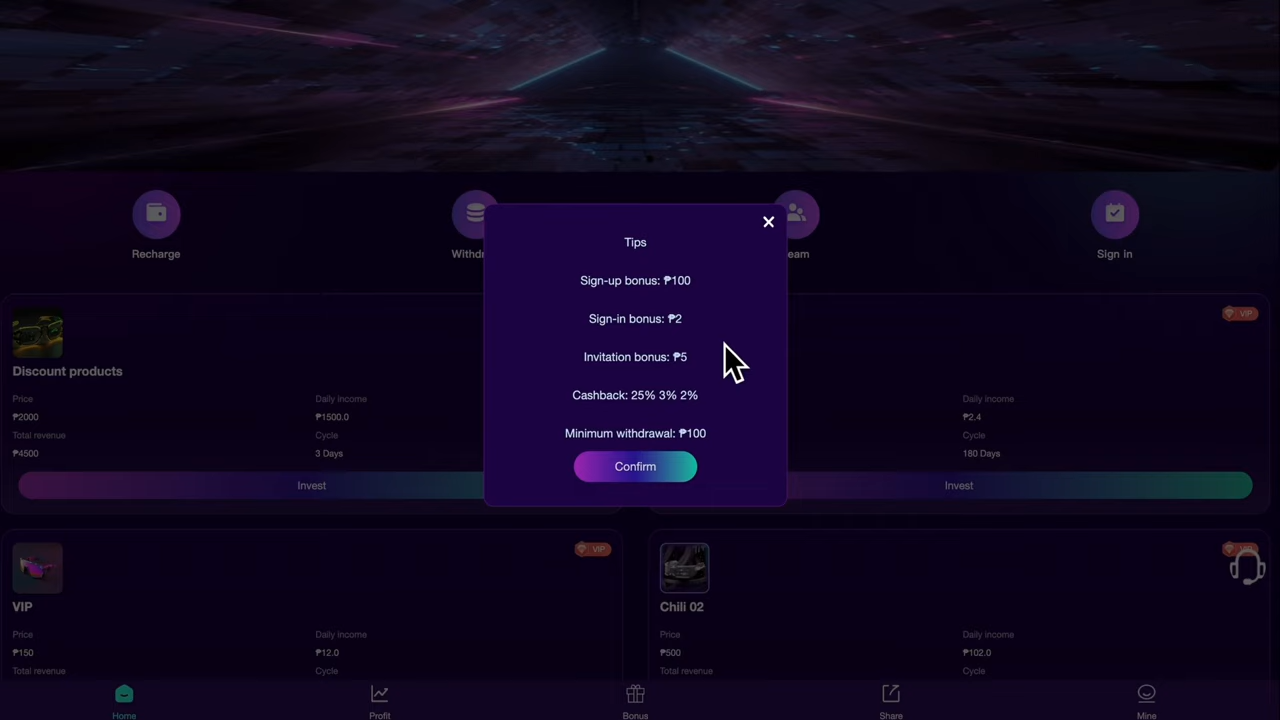 Recharge
Withdr
eam
Sign in
Tips
Sign-up bonus: ₱100
Sign-in bonus: ₱2
Invitation bonus: ₱5
Cashback: 25% 3% 2%
Minimum withdrawal: ₱100
Confirm
Discount products
Price
Daily income
₱2000
₱1500.0
Total revenue
Cycle
₱4500
3 Days
Invest
VIP
Daily income
₱2.4
Cycle
180 Days
Invest
VIP
VIP
Price
Daily income
₱150
₱12.0
Total revenue
Cycle
VIP
Chili 02
Price
Daily income
₱500
₱102.0
Total revenue
Cycle
Home
Profit
Bonus
Share
Mine